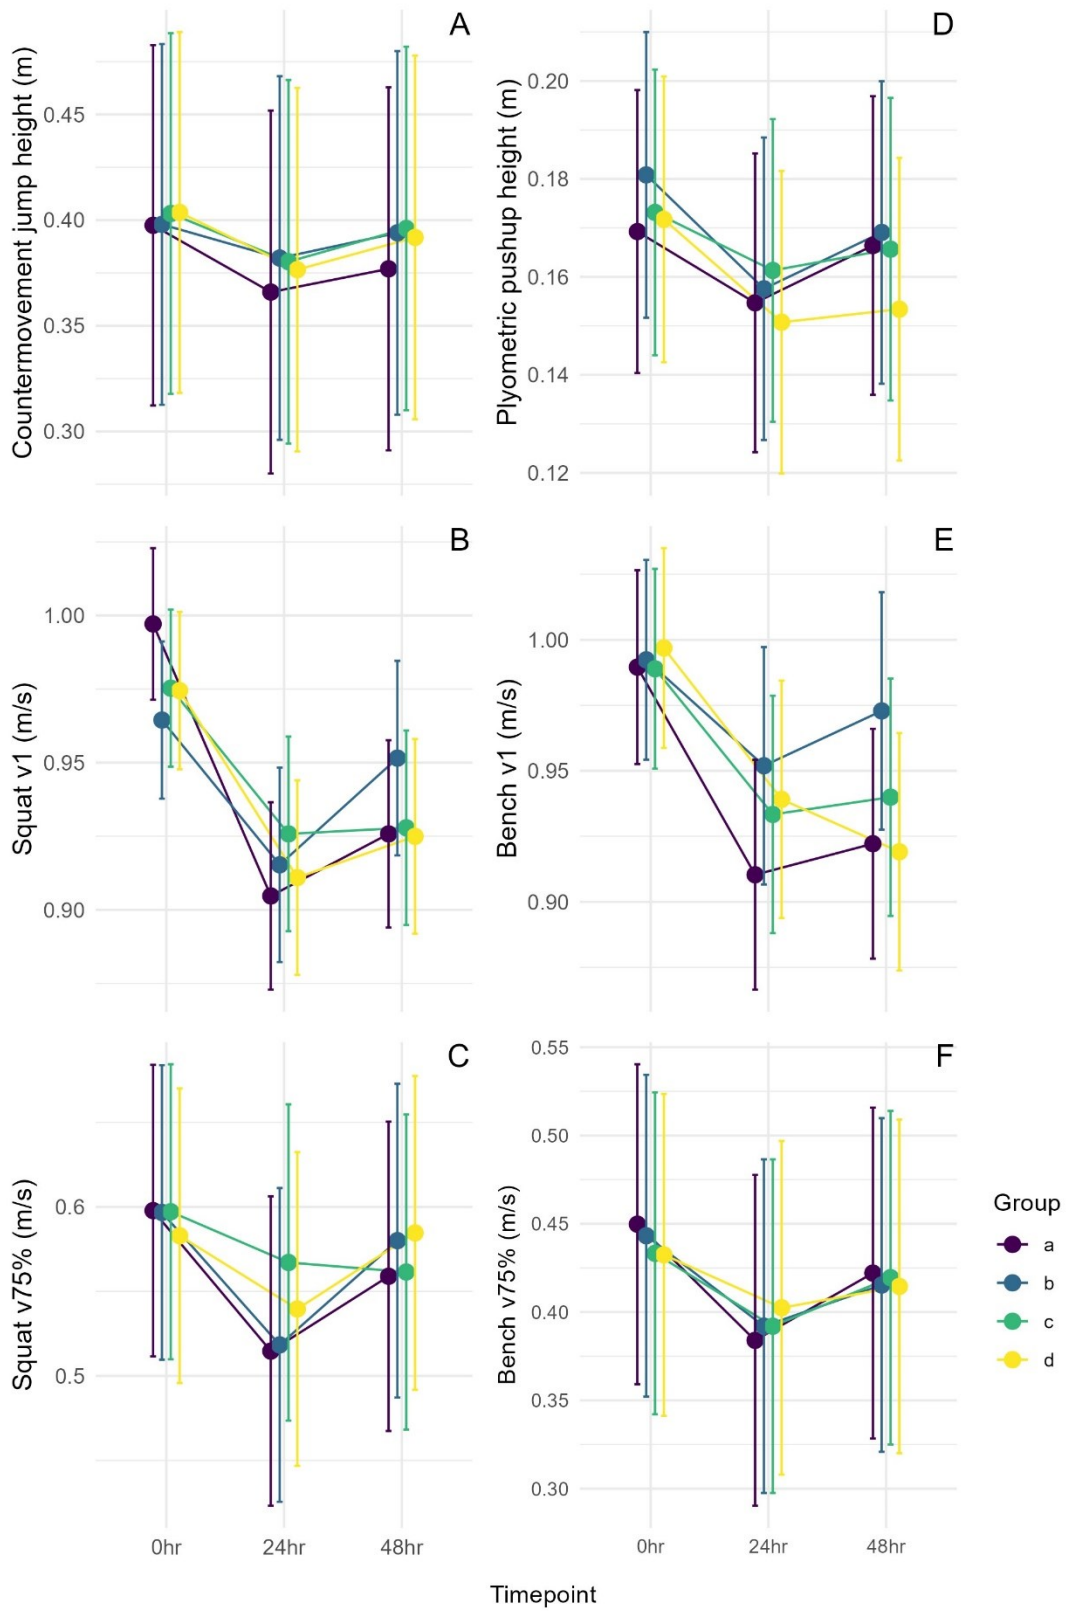 A
Countermovement jump height (m)
0.45
0.40
0.35
0.30
D
Plyometric pushup height (m)
0.20
0.18
0.16
0.14
0.12
B
Squat v1 (m/s)
1.00
0.95
0.90
E
Bench v1 (m/s)
1.00
0.95
0.90
C
Squat v75% (m/s)
0.6
0.5
0hr 24hr 48hr
F
Bench v75% (m/s)
0.55
0.50
0.45
0.40
0.35
0.30
0hr 24hr 48hr
Timepoint
Group
a
b
c
d